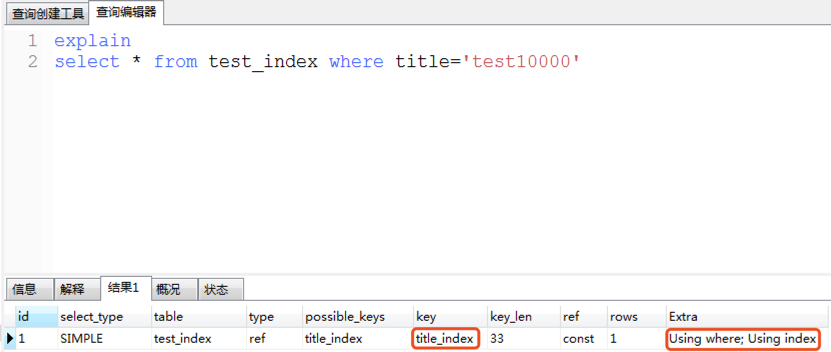 查询创建工具 查询编辑器
1 explain
2 select * from test_index where title='test10000'
信息 解释 结果1 概况 状态
id select_type table type possible_keys key key_len ref rows Extra
1 SIMPLE test_index ref title_index title_index 33 const 1 Using where; Using index